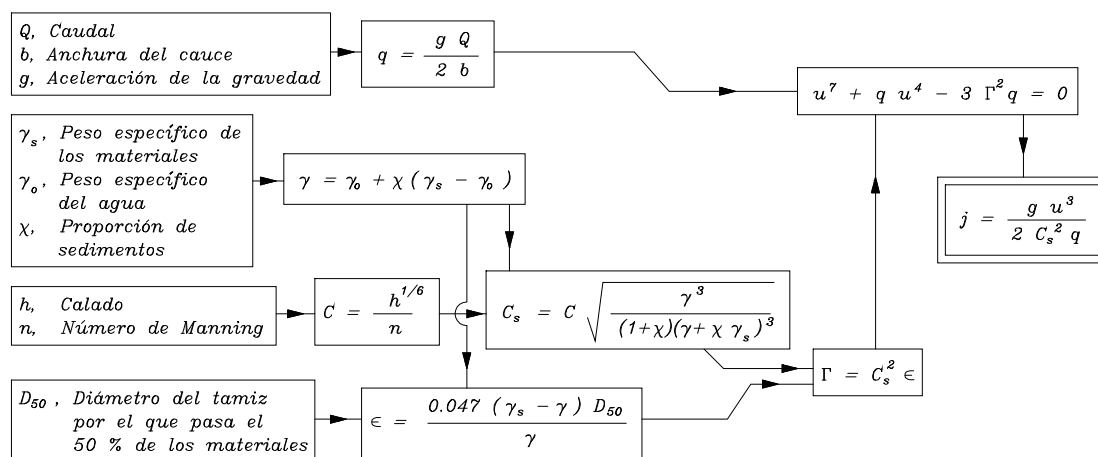 Q, Caudal
b, Anchura del cauce
g, Aceleración de la gravedad
q = g Q / 2 b
u⁷ + q u⁴ − 3 Γ² q = 0
γₛ, Peso específico de
los materiales
γₒ, Peso específico
del agua
χ, Proporción de
sedimentos
γ = γₒ + χ (γₛ − γₒ)
j = g u³ / 2 Cₛ² q
h, Calado
n, Número de Manning
C = h^1/6 / n
Cₛ = C √ γ³ / (1+χ)(γ+ χ γₛ)³
Γ = Cₛ² ∈
D₅₀, Diámetro del tamiz
por el que pasa el
50 % de los materiales
∈ = 0.047 (γₛ − γ) D₅₀ / γ